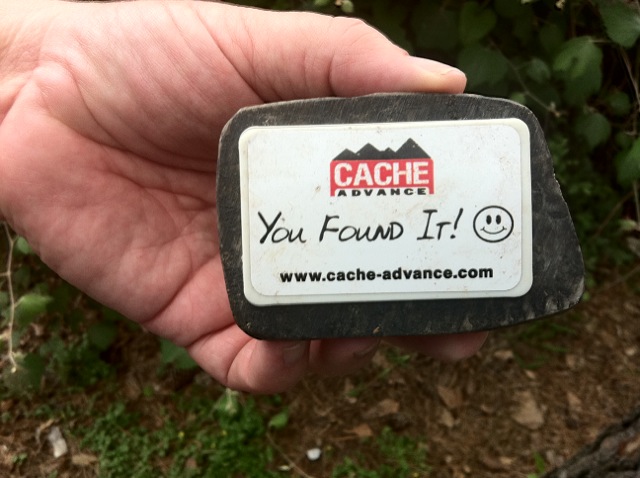 CACHE
ADVANCE
You Found It!
www.cache-advance.com